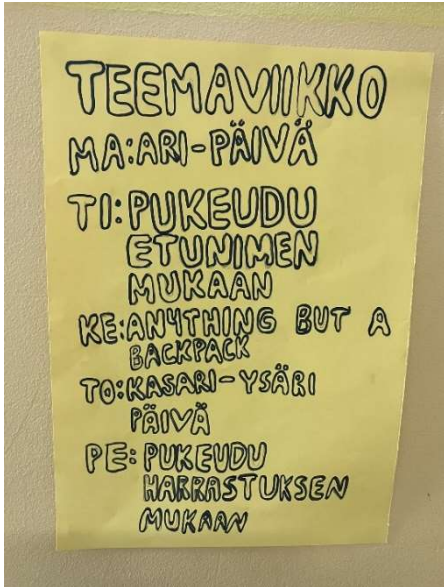 TEEMAVIIKKO
MA:ARI-PÄIVÄ
TI:PUKEUDU
ETUNIMEN
MUKAAN
KE:ANYTHING BUT A
BACKPACK
TO:KASARI-YSÄRI
PÄIVÄ
PE:PUKEUDU
HARRASTUKSEN
MUKAAN